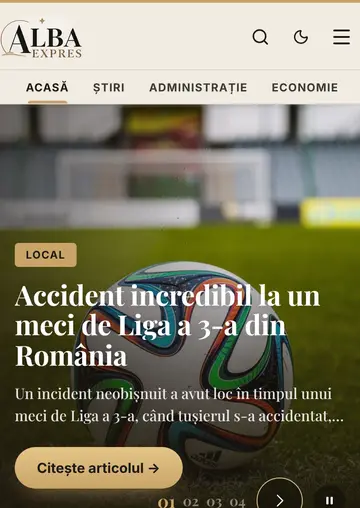 ALBA
EXPRES
ACASĂ ȘTIRI ADMINISTRAȚIE ECONOMIE
LOCAL
Accident incredibil la un
meci de Liga a 3-a din
România
Un incident neobișnuit a avut loc în timpul unui
meci de Liga a 3-a, când tușierul s-a accidentat,...
Citește articolul →
01 02 03 04